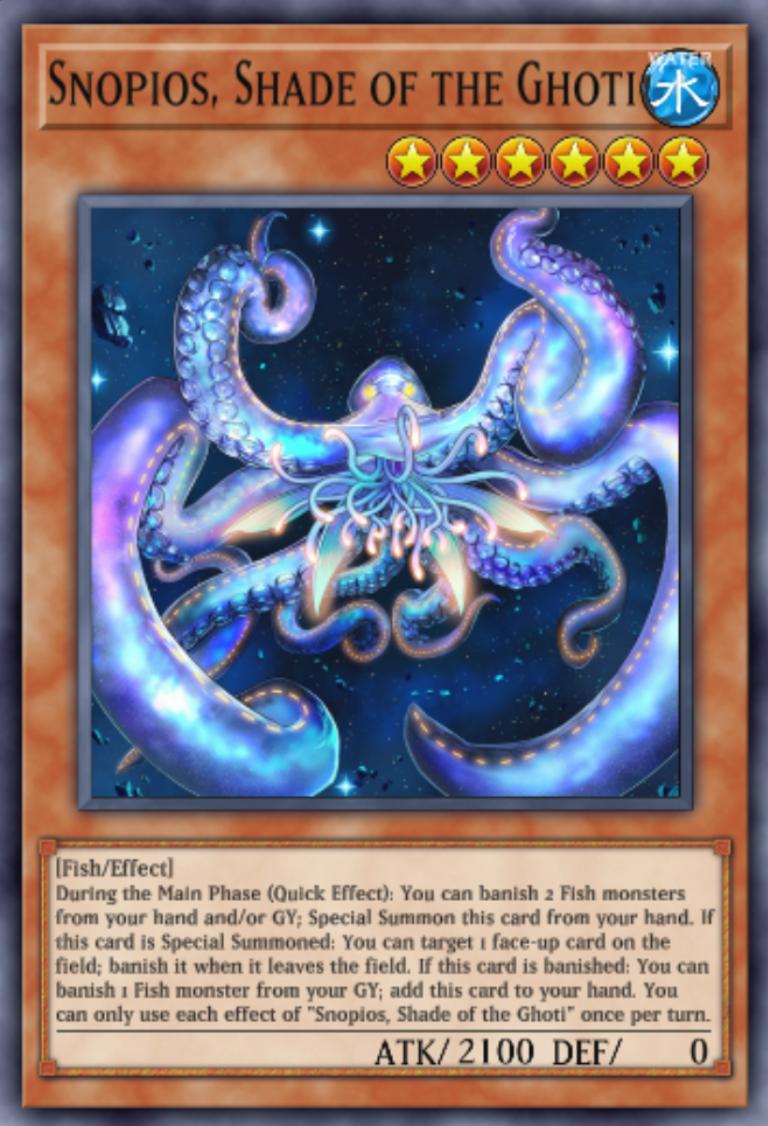 SNOPIOS, SHADE OF THE GHOTI
WATER
水
[Fish/Effect]
During the Main Phase (Quick Effect): You can banish 2 Fish monsters
from your hand and/or GY; Special Summon this card from your hand. If
this card is Special Summoned: You can target 1 face-up card on the
field; banish it when it leaves the field. If this card is banished: You can
banish 1 Fish monster from your GY; add this card to your hand. You
can only use each effect of "Snopios, Shade of the Ghoti" once per turn.
ATK/ 2100 DEF/ 0